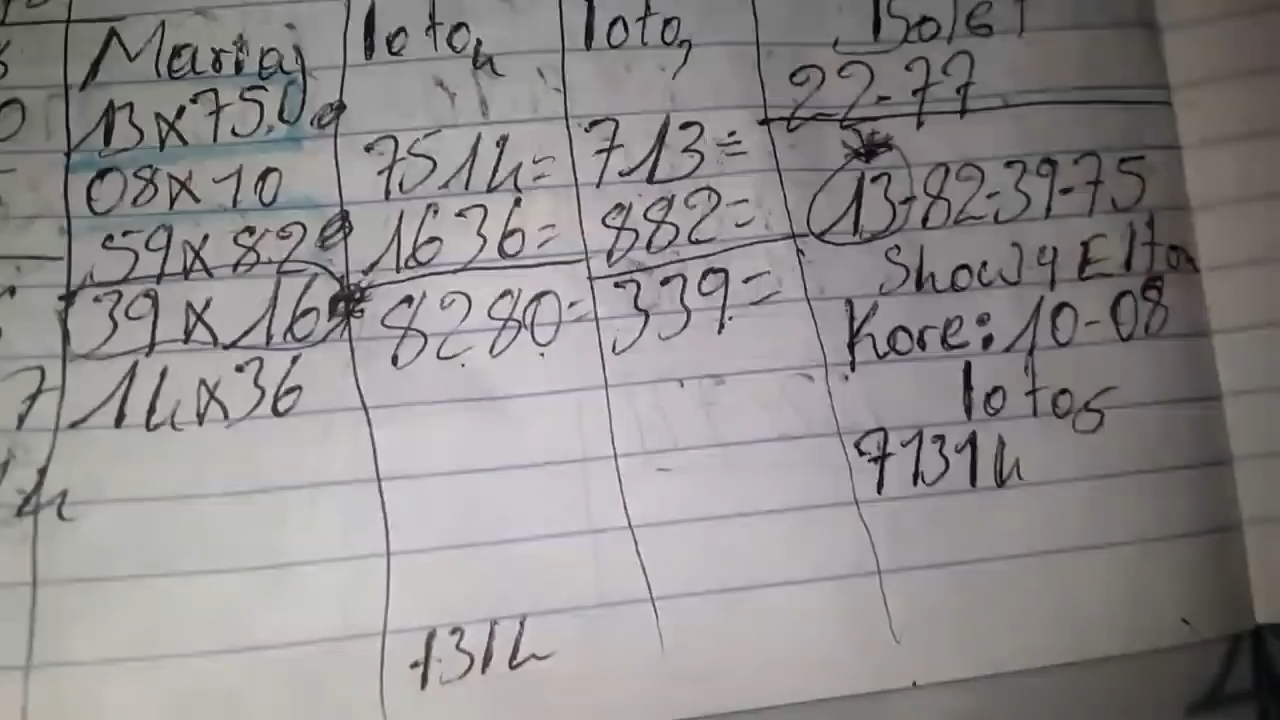 Mariaj
loto4
loto3
Bolet
13x75
08x10
59x82
39x16
14x36
7514=
1636=
8280=
1314
713=
882=
339=
22-77
13-82-39-75
Show 4 Elton
Kore: 10-08
loto5
71314